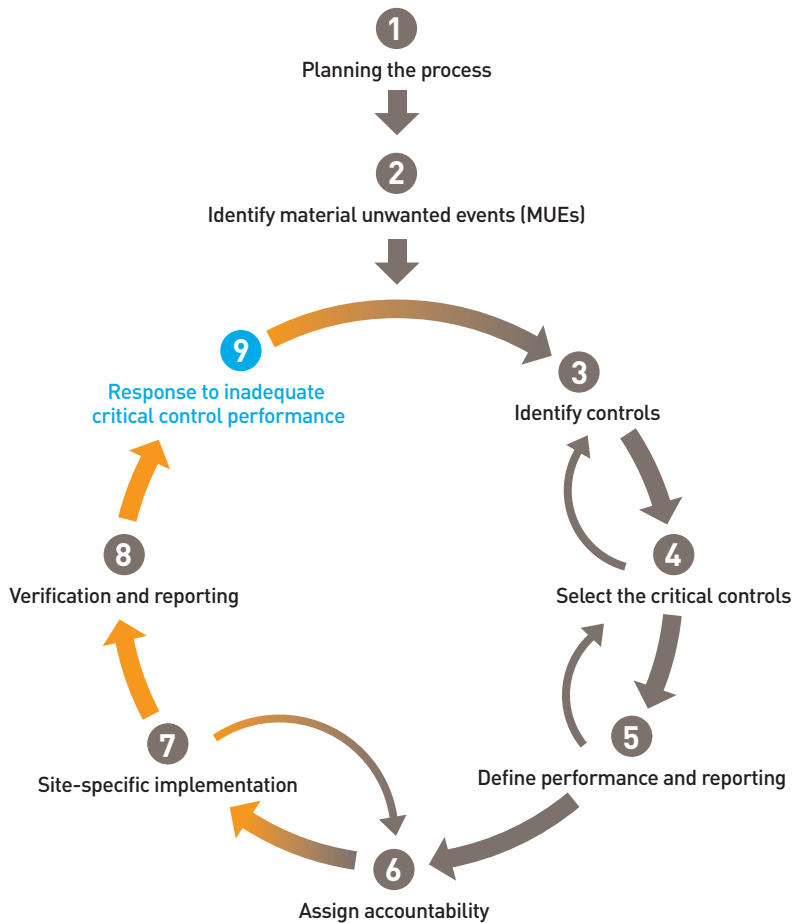 1
Planning the process
2
Identify material unwanted events (MUEs)
3
Identify controls
4
Select the critical controls
5
Define performance and reporting
6
Assign accountability
7
Site-specific implementation
8
Verification and reporting
9
Response to inadequate
critical control performance